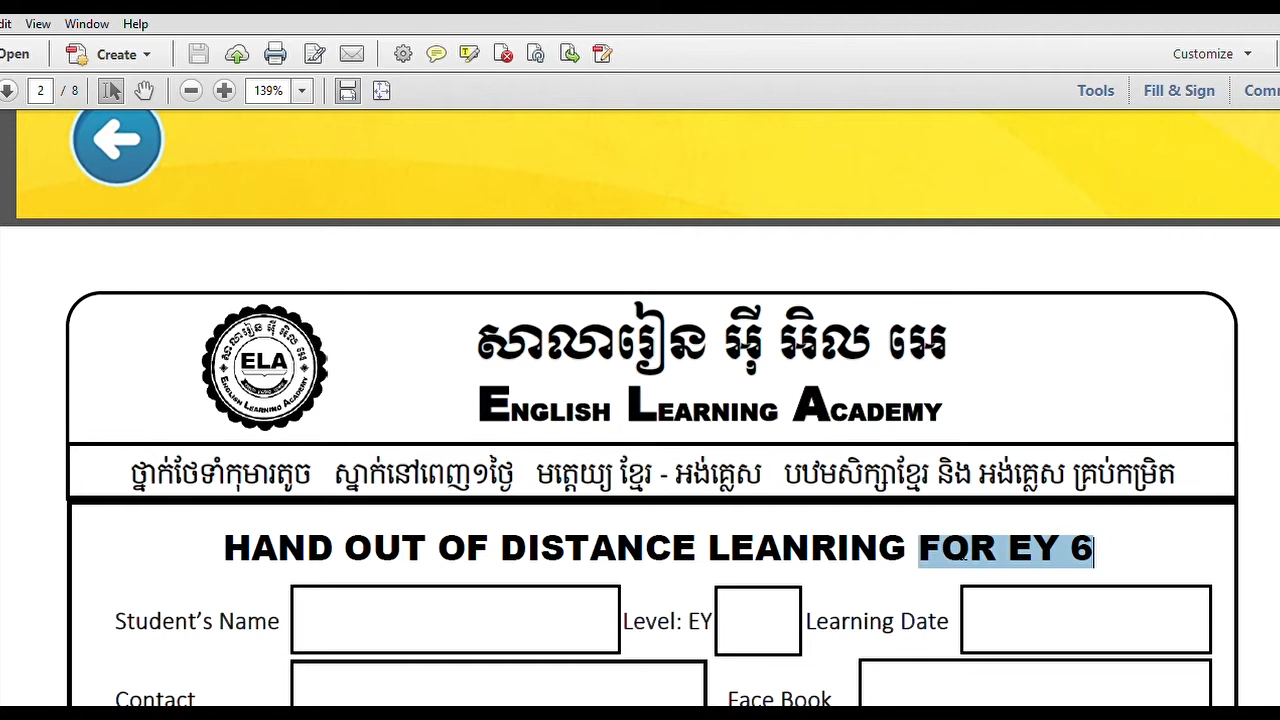 dit View Window Help
Open Create Customize
2 / 8 139% Tools Fill & Sign Comm
សាលារៀន អ៊ី អិល អេ
ELA
ENGLISH LEARNING ACADEMY
ENGLISH LEARNING ACADEMY
ថ្នាក់ថែទាំកុមារតូច ស្នាក់នៅពេញ១ថ្ងៃ មត្តេយ្យ ខ្មែរ - អង់គ្លេស បឋមសិក្សាខ្មែរ និង អង់គ្លេស គ្រប់កម្រិត
HAND OUT OF DISTANCE LEANRING FOR EY 6
Student's Name Level: EY Learning Date
Contact Face Book